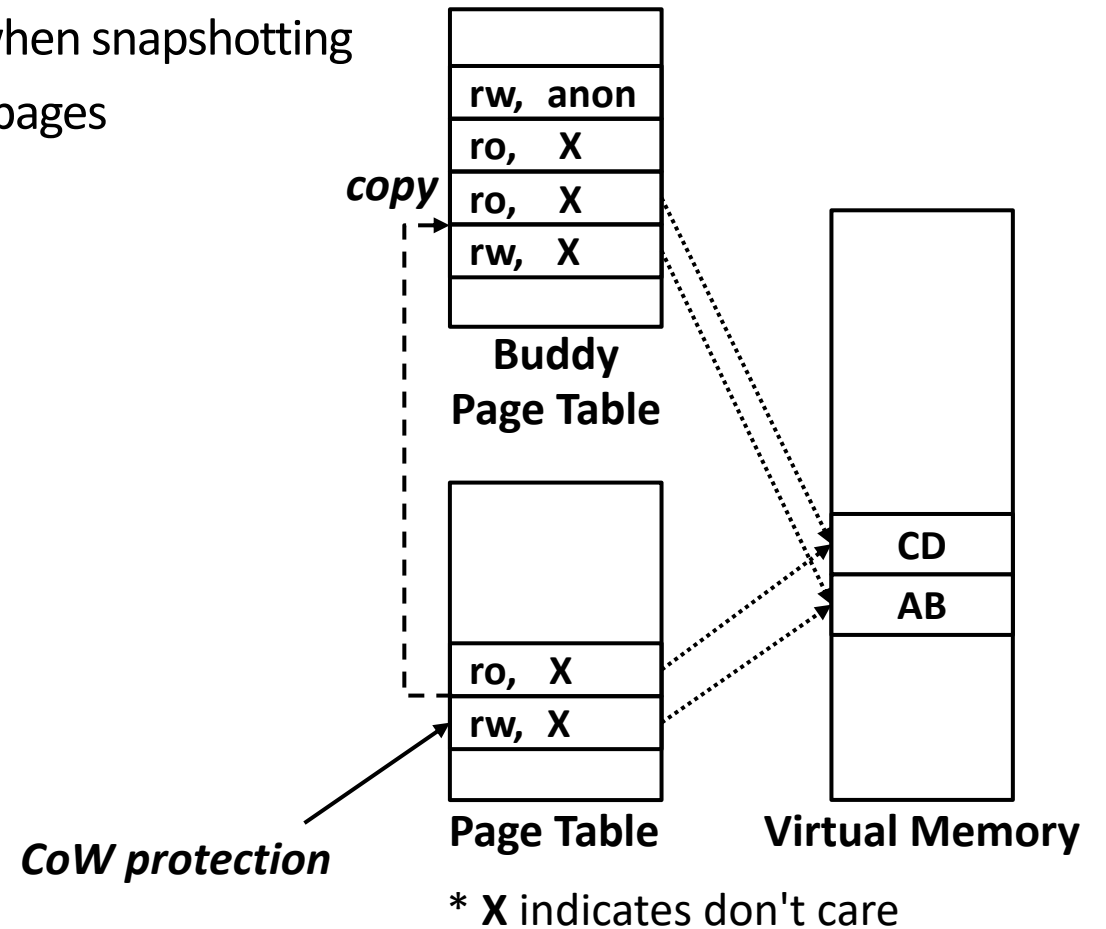 when snapshotting
pages
rw, anon
ro, X
copy
ro, X
rw, X
Buddy
Page Table
CD
AB
ro, X
rw, X
CoW protection
Page Table
Virtual Memory
* X indicates don't care